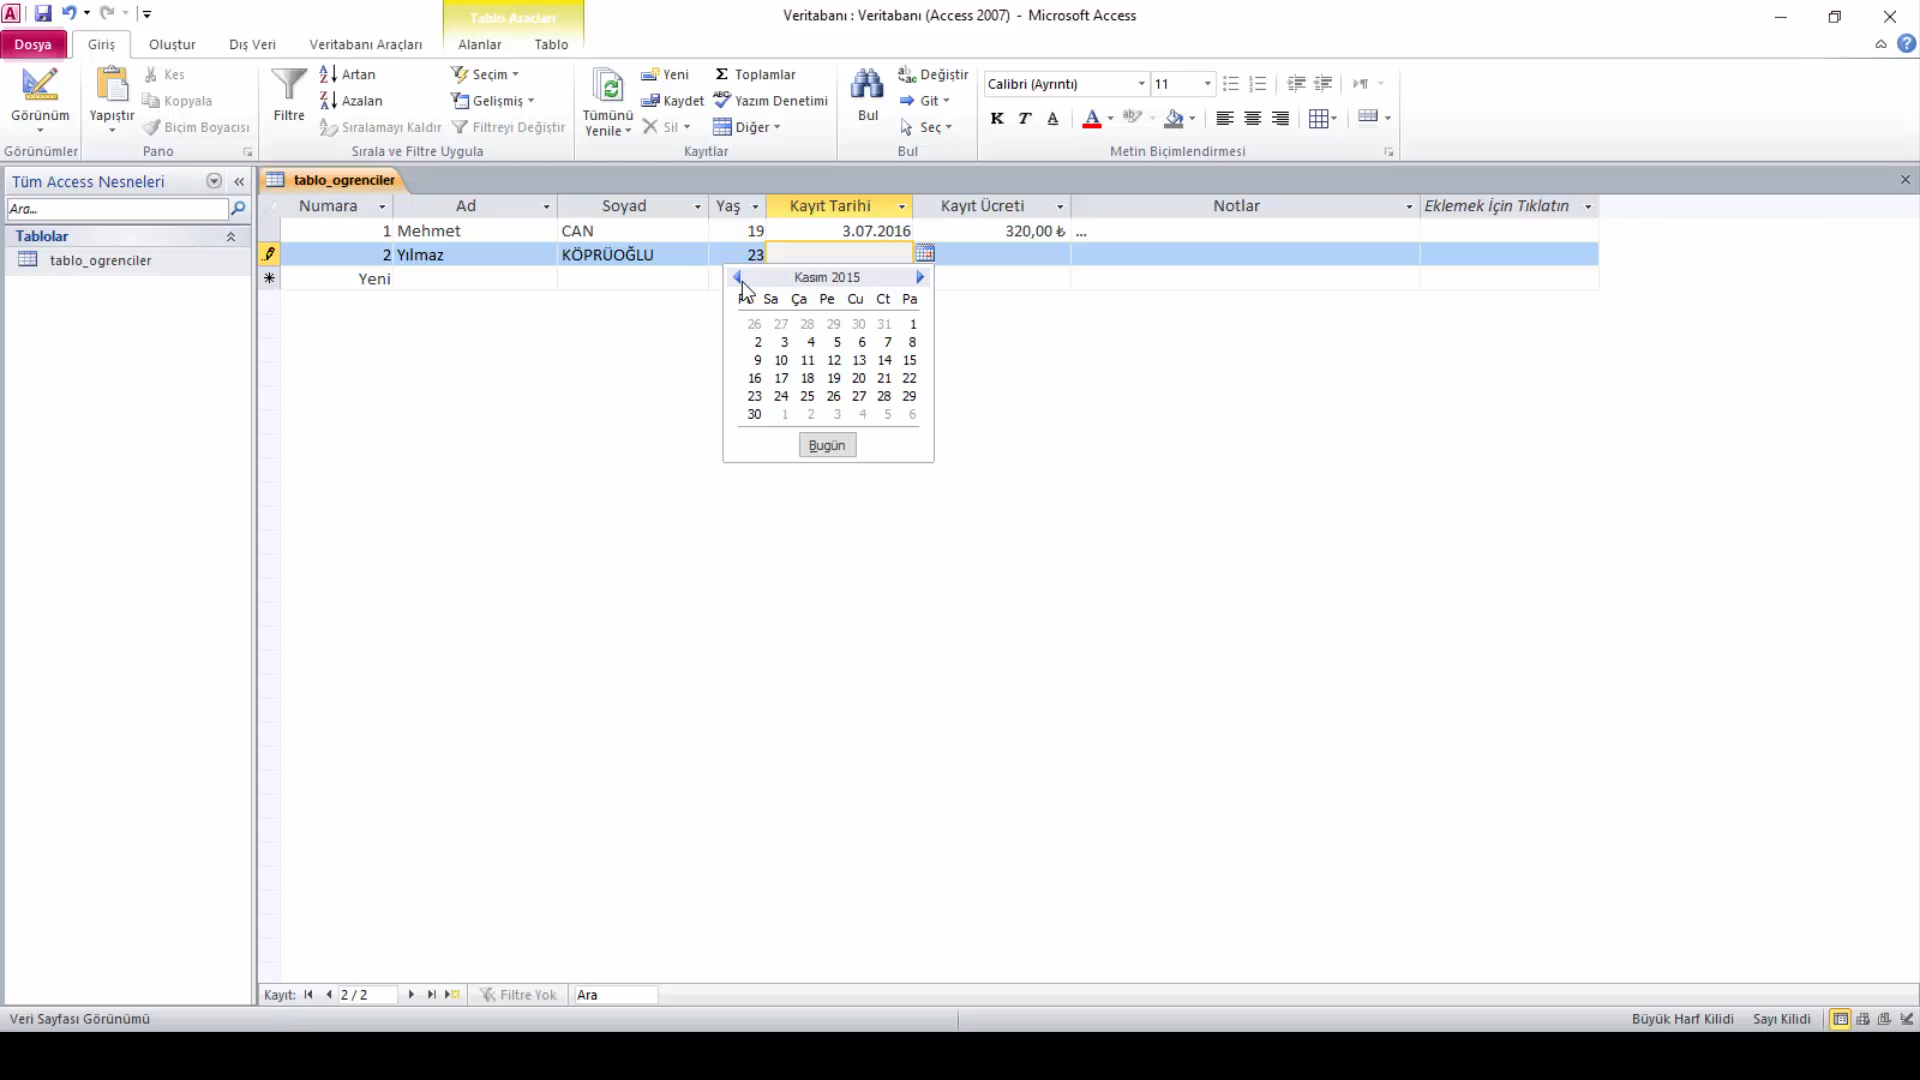 Tablo Araçları
Veritabanı : Veritabanı (Access 2007) - Microsoft Access
Dosya Giriş Oluştur Dış Veri Veritabanı Araçları Alanlar Tablo
Görünüm
Görünümler
Yapıştır
Kes
Kopyala
Biçim Boyacısı
Pano
Filtre
Artan
Azalan
Sıralamayı Kaldır
Seçim
Gelişmiş
Filtreyi Değiştir
Sırala ve Filtre Uygula
Tümünü
Yenile
Yeni
Kaydet
Sil
Toplamlar
Yazım Denetimi
Diğer
Kayıtlar
Bul
Değiştir
Git
Seç
Bul
Calibri (Ayrıntı) 11
K T A
Metin Biçimlendirmesi
Tüm Access Nesneleri
Ara...
Tablolar
tablo_ogrenciler
tablo_ogrenciler
Numara Ad Soyad Yaş Kayıt Tarihi Kayıt Ücreti Notlar Eklemek İçin Tıklatın
1 Mehmet CAN 19 3.07.2016 320,00 ₺ ...
2 Yılmaz KÖPRÜOĞLU 23
Yeni
Kasım 2015
Sa Ça Pe Cu Ct Pa
26 27 28 29 30 31 1
2 3 4 5 6 7 8
9 10 11 12 13 14 15
16 17 18 19 20 21 22
23 24 25 26 27 28 29
30 1 2 3 4 5 6
Bugün
Kayıt: 2 / 2 Filtre Yok Ara
Veri Sayfası Görünümü Büyük Harf Kilidi Sayı Kilidi